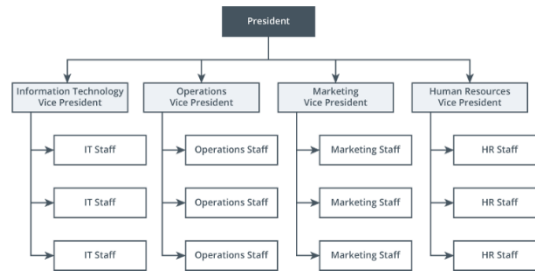 President
Information Technology
Vice President
Operations
Vice President
Marketing
Vice President
Human Resources
Vice President
IT Staff
Operations Staff
Marketing Staff
HR Staff
IT Staff
Operations Staff
Marketing Staff
HR Staff
IT Staff
Operations Staff
Marketing Staff
HR Staff